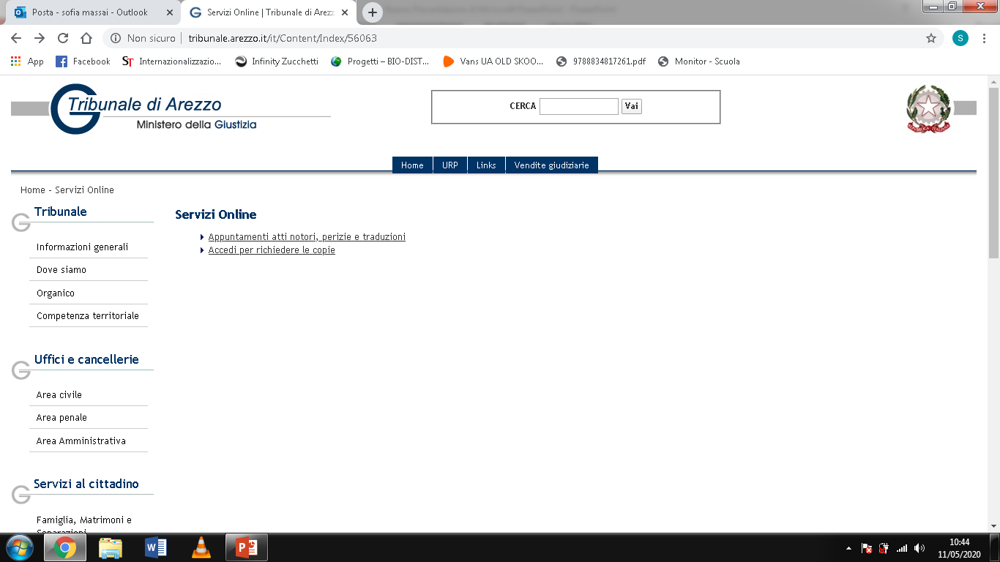 Posta - sofia massai - Outlook
Servizi Online | Tribunale di Arezz
Non sicuro | tribunale.arezzo.it/it/Content/Index/56063
S
App
Facebook
Internazionalizzazio...
Infinity Zucchetti
Progetti – BIO-DIST...
Vans UA OLD SKOO...
9788834817261.pdf
Monitor - Scuola
Tribunale di Arezzo
Ministero della Giustizia
CERCA
Vai
Home
URP
Links
Vendite giudiziarie
Home - Servizi Online
Tribunale
Informazioni generali
Dove siamo
Organico
Competenza territoriale
Uffici e cancellerie
Area civile
Area penale
Area Amministrativa
Servizi al cittadino
Famiglia, Matrimoni e
Separazioni
Servizi Online
Appuntamenti atti notori, perizie e traduzioni
Accedi per richiedere le copie
10:44
11/05/2020